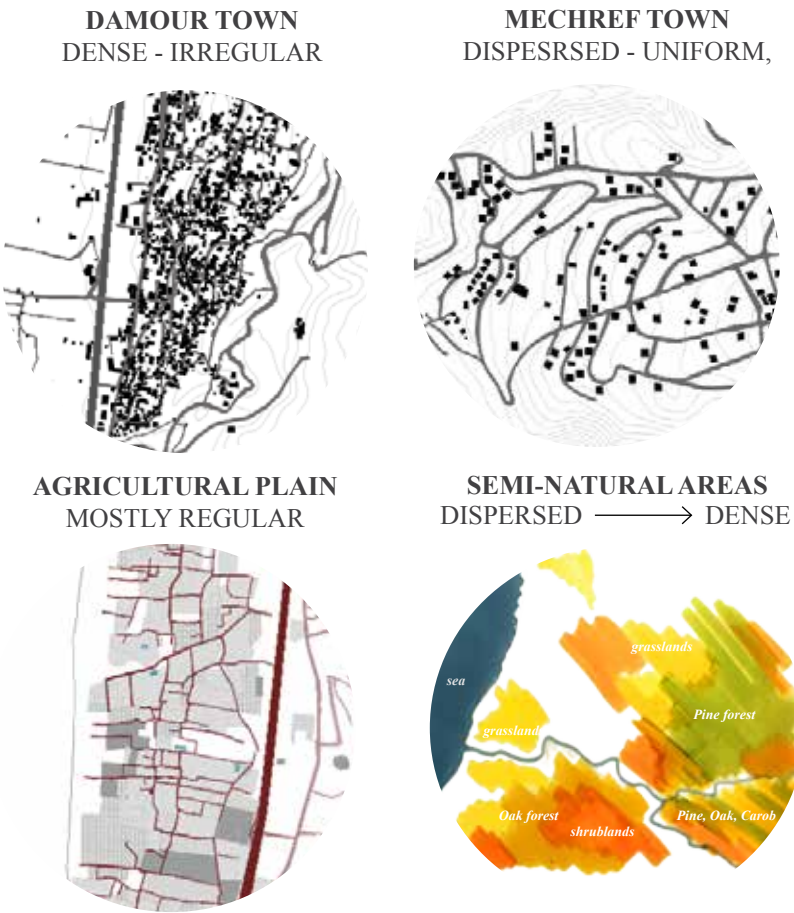 DAMOUR TOWN
DENSE - IRREGULAR
MECHREF TOWN
DISPESRSED - UNIFORM,
AGRICULTURAL PLAIN
MOSTLY REGULAR
SEMI-NATURAL AREAS
DISPERSED ⟶ DENSE
grasslands
sea
Pine forest
grassland
Oak forest
Pine, Oak, Carob
shrublands